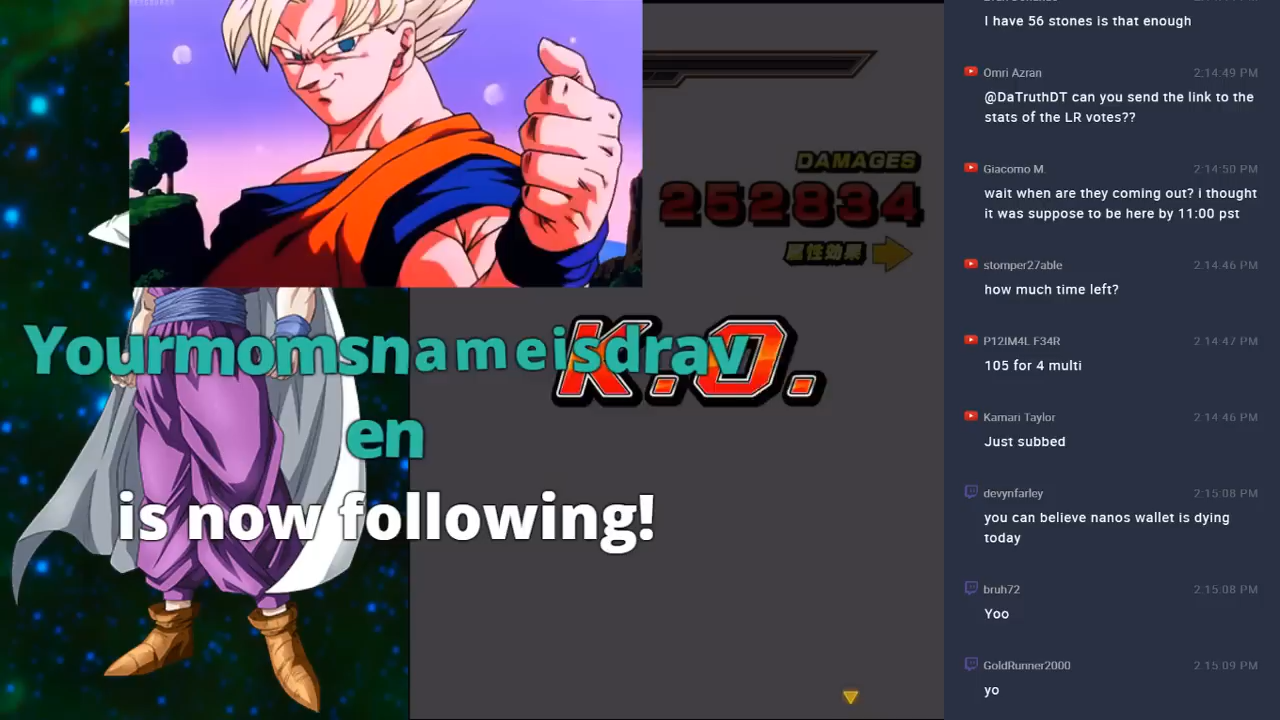 DAMAGES
252834
属性効果
K.O.
Yourmomsnameisdrav
en
is now following!
I have 56 stones is that enough
Omri Azran 2:14:49 PM
@DaTruthDT can you send the link to the
stats of the LR votes??
Giacomo M. 2:14:50 PM
wait when are they coming out? i thought
it was suppose to be here by 11:00 pst
stomper27able 2:14:46 PM
how much time left?
P12IM4L F34R 2:14:47 PM
105 for 4 multi
Kamari Taylor 2:14:46 PM
Just subbed
devynfarley 2:15:08 PM
you can believe nanos wallet is dying
today
bruh72 2:15:08 PM
Yoo
GoldRunner2000 2:15:09 PM
yo